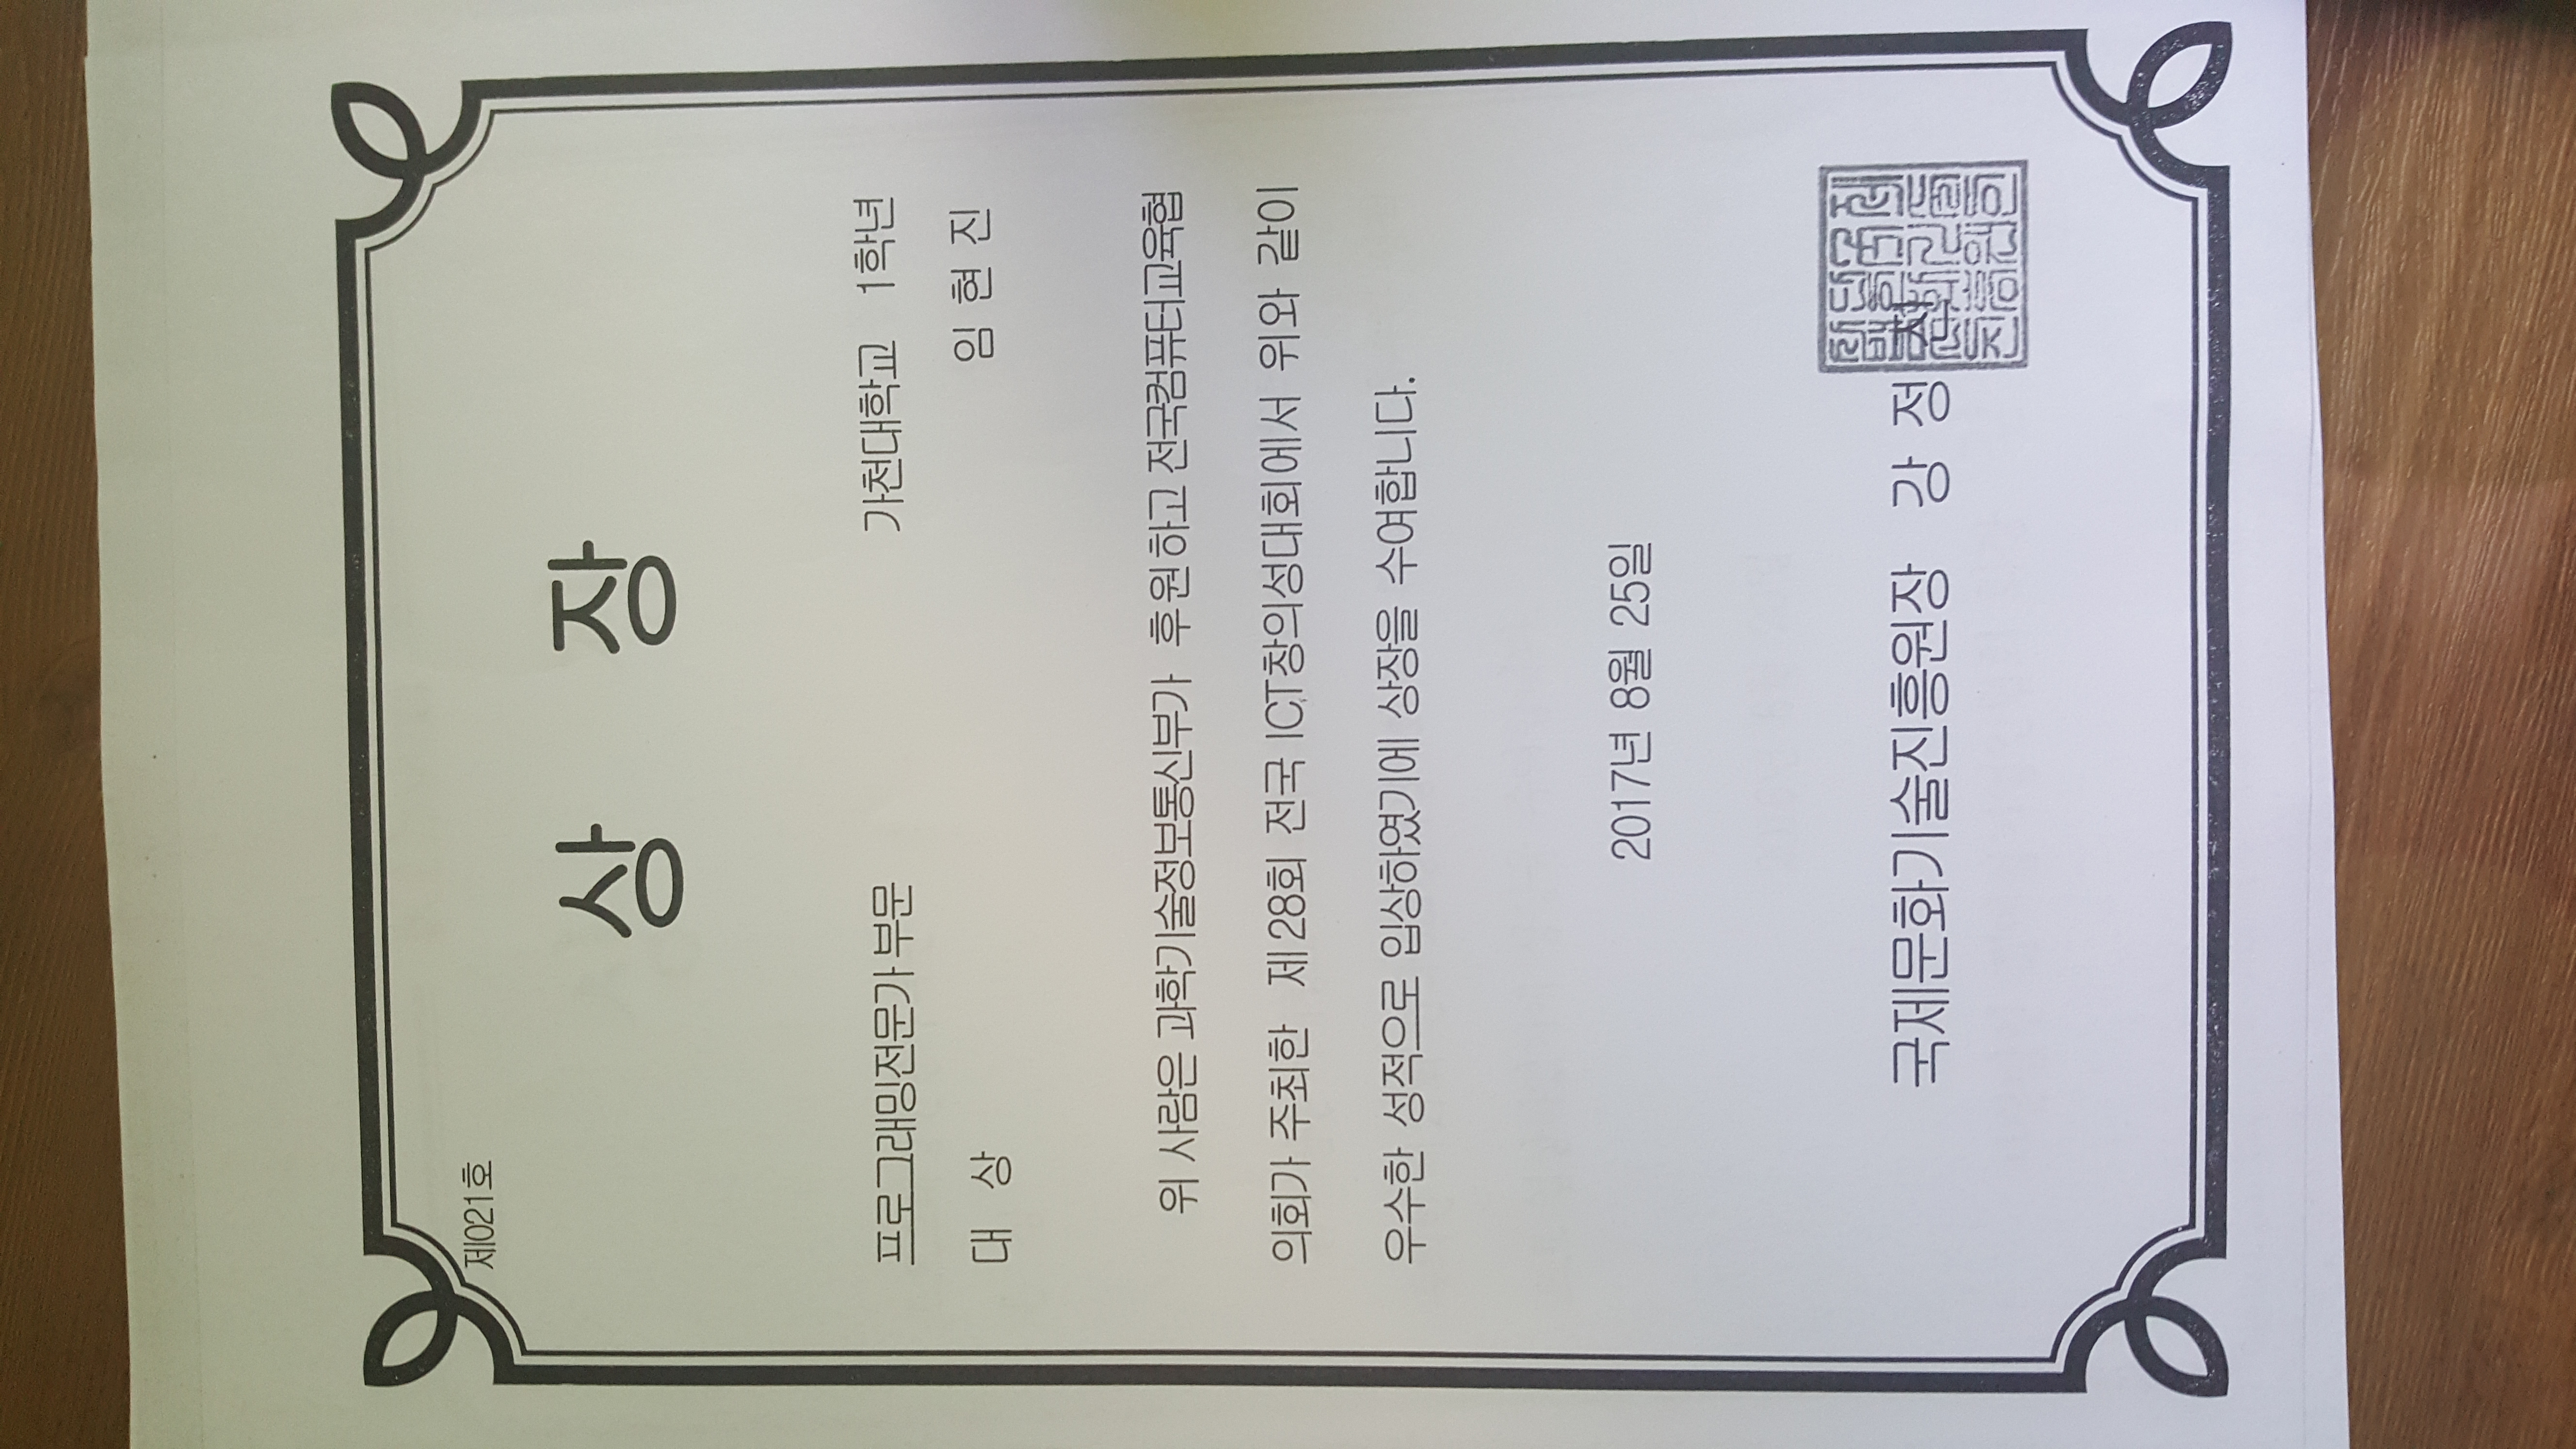 제021호
상 장
프로그래밍전문가 부문 가천대학교 1학년
대 상 임 현 진
위 사람은 과학기술정보통신부가 후원하고 전국컴퓨터교육협
의회가 주최한 제28회 전국 ICT창의성대회에서 위와 같이
우수한 성적으로 입상하였기에 상장을 수여합니다.
2017년 8월 25일
국제문화기술진흥원장 강 정